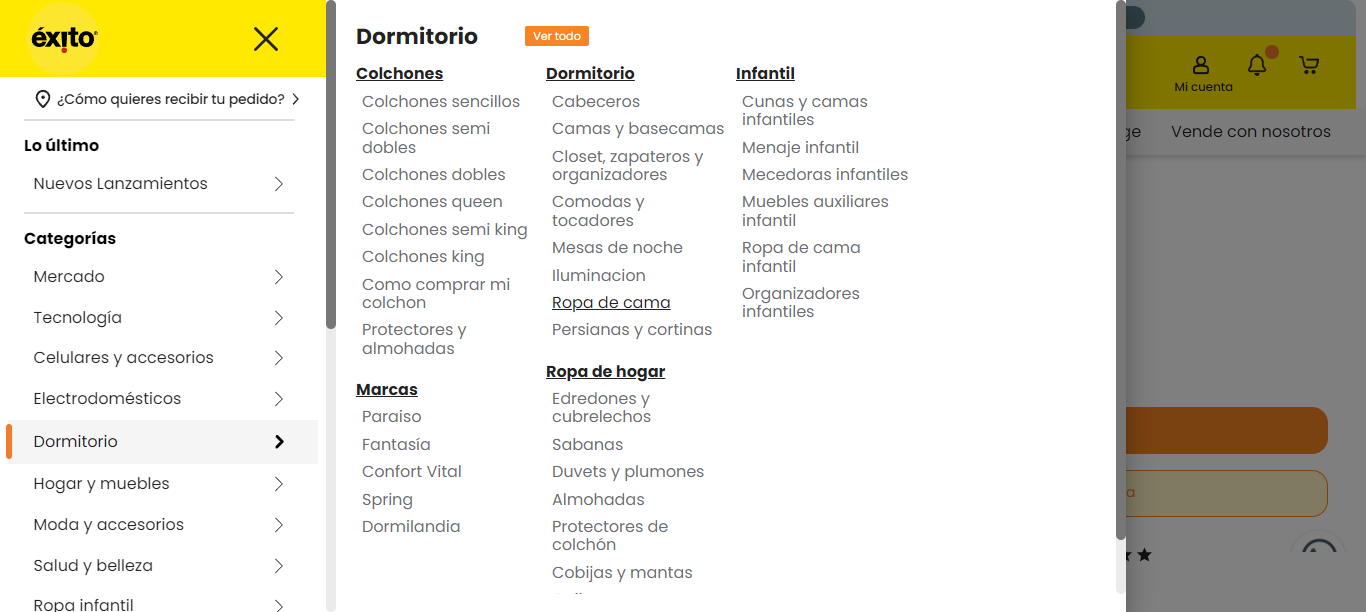 éxito
¿Cómo quieres recibir tu pedido?
Lo último
Nuevos Lanzamientos
Categorías
Mercado
Tecnología
Celulares y accesorios
Electrodomésticos
Dormitorio
Hogar y muebles
Moda y accesorios
Salud y belleza
Ropa infantil
Dormitorio
Ver todo
Colchones
Colchones sencillos
Colchones semi
dobles
Colchones dobles
Colchones queen
Colchones semi king
Colchones king
Como comprar mi
colchon
Protectores y
almohadas
Marcas
Paraiso
Fantasía
Confort Vital
Spring
Dormilandia
Dormitorio
Cabeceros
Camas y basecamas
Closet, zapateros y
organizadores
Comodas y
tocadores
Mesas de noche
Iluminacion
Ropa de cama
Persianas y cortinas
Ropa de hogar
Edredones y
cubrelechos
Sabanas
Duvets y plumones
Almohadas
Protectores de
colchón
Cobijas y mantas
Infantil
Cunas y camas
infantiles
Menaje infantil
Mecedoras infantiles
Muebles auxiliares
infantil
Ropa de cama
infantil
Organizadores
infantiles
Mi cuenta
Vende con nosotros